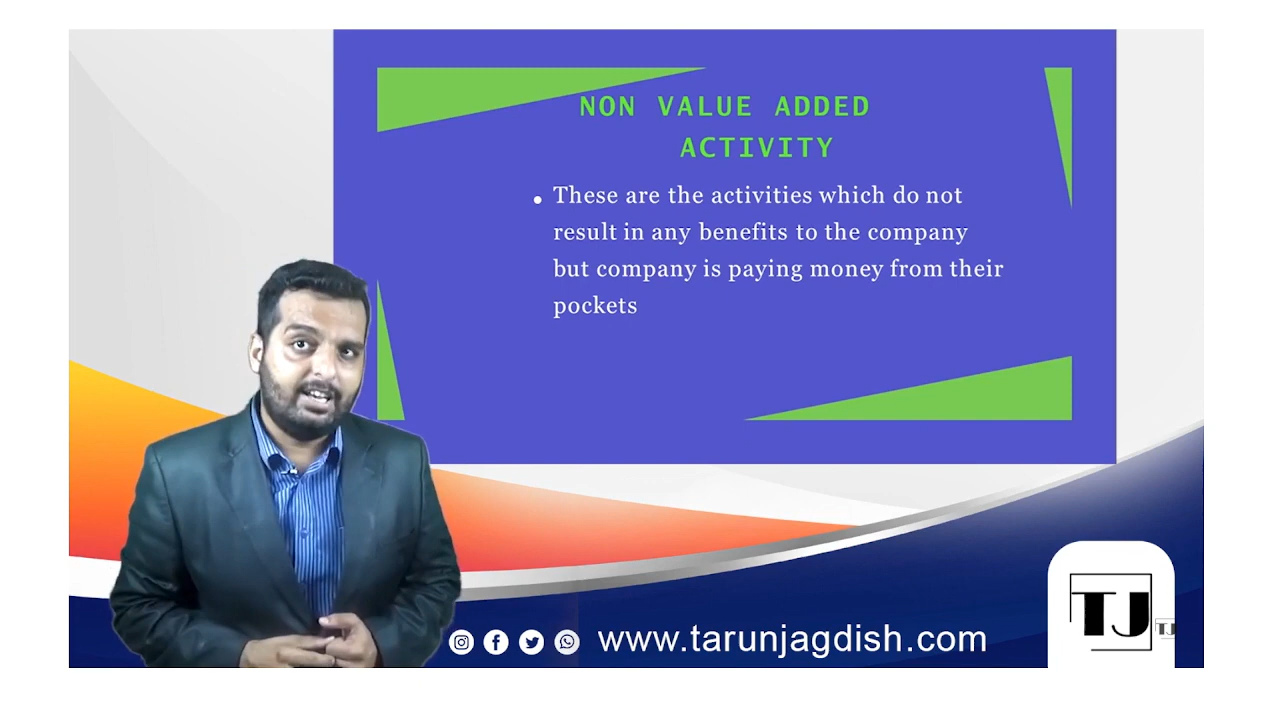 NON VALUE ADDED
ACTIVITY
These are the activities which do not
result in any benefits to the company
but company is paying money from their
pockets
www.tarunjagdish.com
TJ
TJ